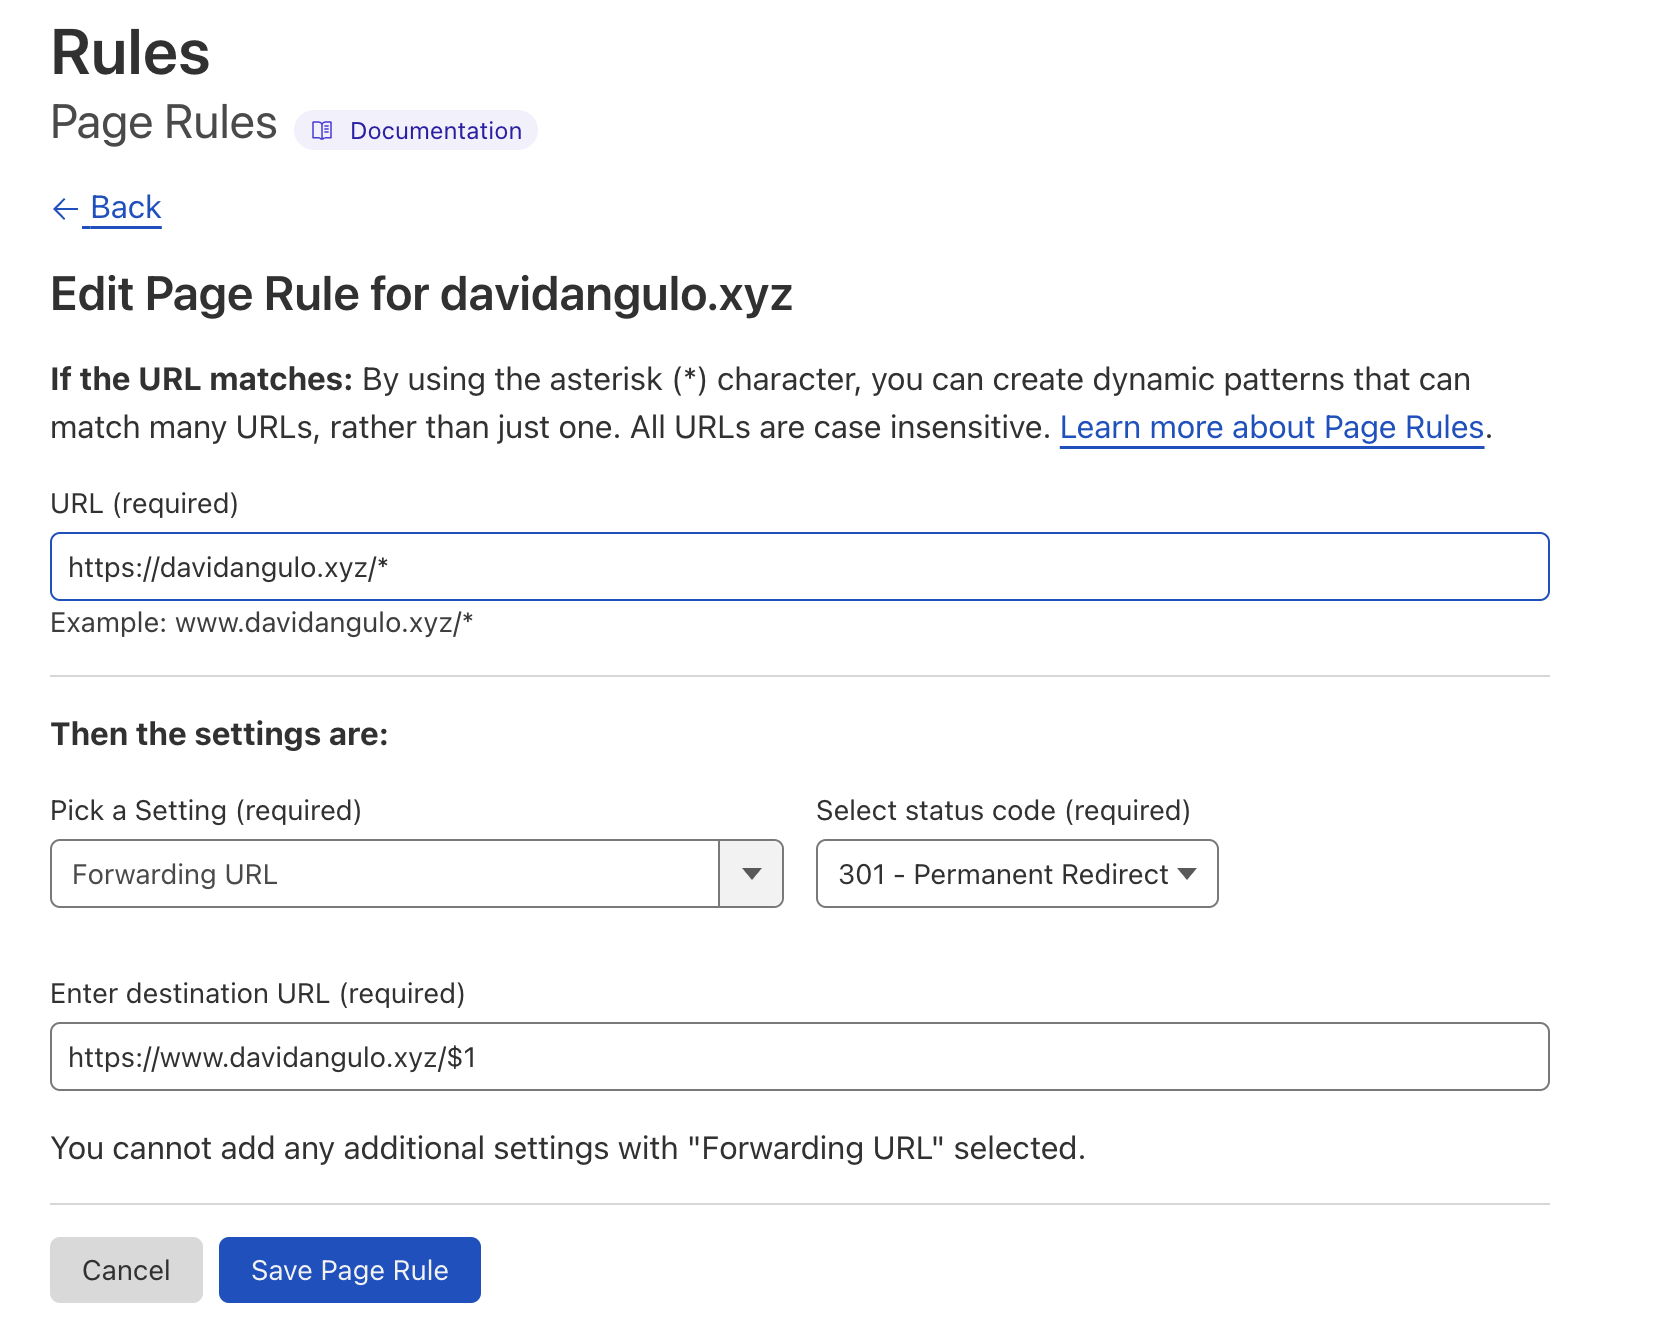 Rules
Page Rules
Documentation
← Back
Edit Page Rule for davidangulo.xyz
If the URL matches: By using the asterisk (*) character, you can create dynamic patterns that can
match many URLs, rather than just one. All URLs are case insensitive. Learn more about Page Rules.
URL (required)
https://davidangulo.xyz/*
Example: www.davidangulo.xyz/*
Then the settings are:
Pick a Setting (required)
Select status code (required)
Forwarding URL
301 - Permanent Redirect
Enter destination URL (required)
https://www.davidangulo.xyz/$1
You cannot add any additional settings with "Forwarding URL" selected.
Cancel
Save Page Rule